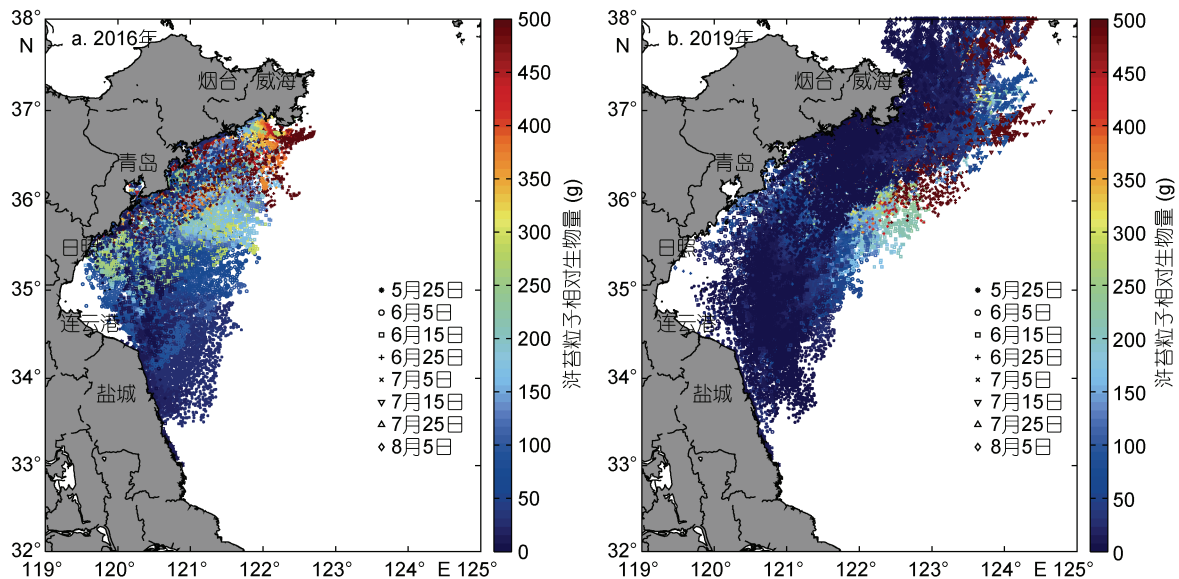 38°
N
a. 2016年
烟台 威海
37°
青岛
36°
日照
35°
连云港
34°
盐城
33°
32°
119° 120° 121° 122° 123° 124° E 125°
5月25日
6月5日
6月15日
6月25日
7月5日
7月15日
7月25日
8月5日
500
450
400
350
300
250
200
150
100
50
0
浒苔粒子相对生物量 (g)
38°
N
b. 2019年
烟台 威海
37°
青岛
36°
日照
35°
连云港
34°
盐城
33°
32°
119° 120° 121° 122° 123° 124° E 125°
5月25日
6月5日
6月15日
6月25日
7月5日
7月15日
7月25日
8月5日
500
450
400
350
300
250
200
150
100
50
0
浒苔粒子相对生物量 (g)